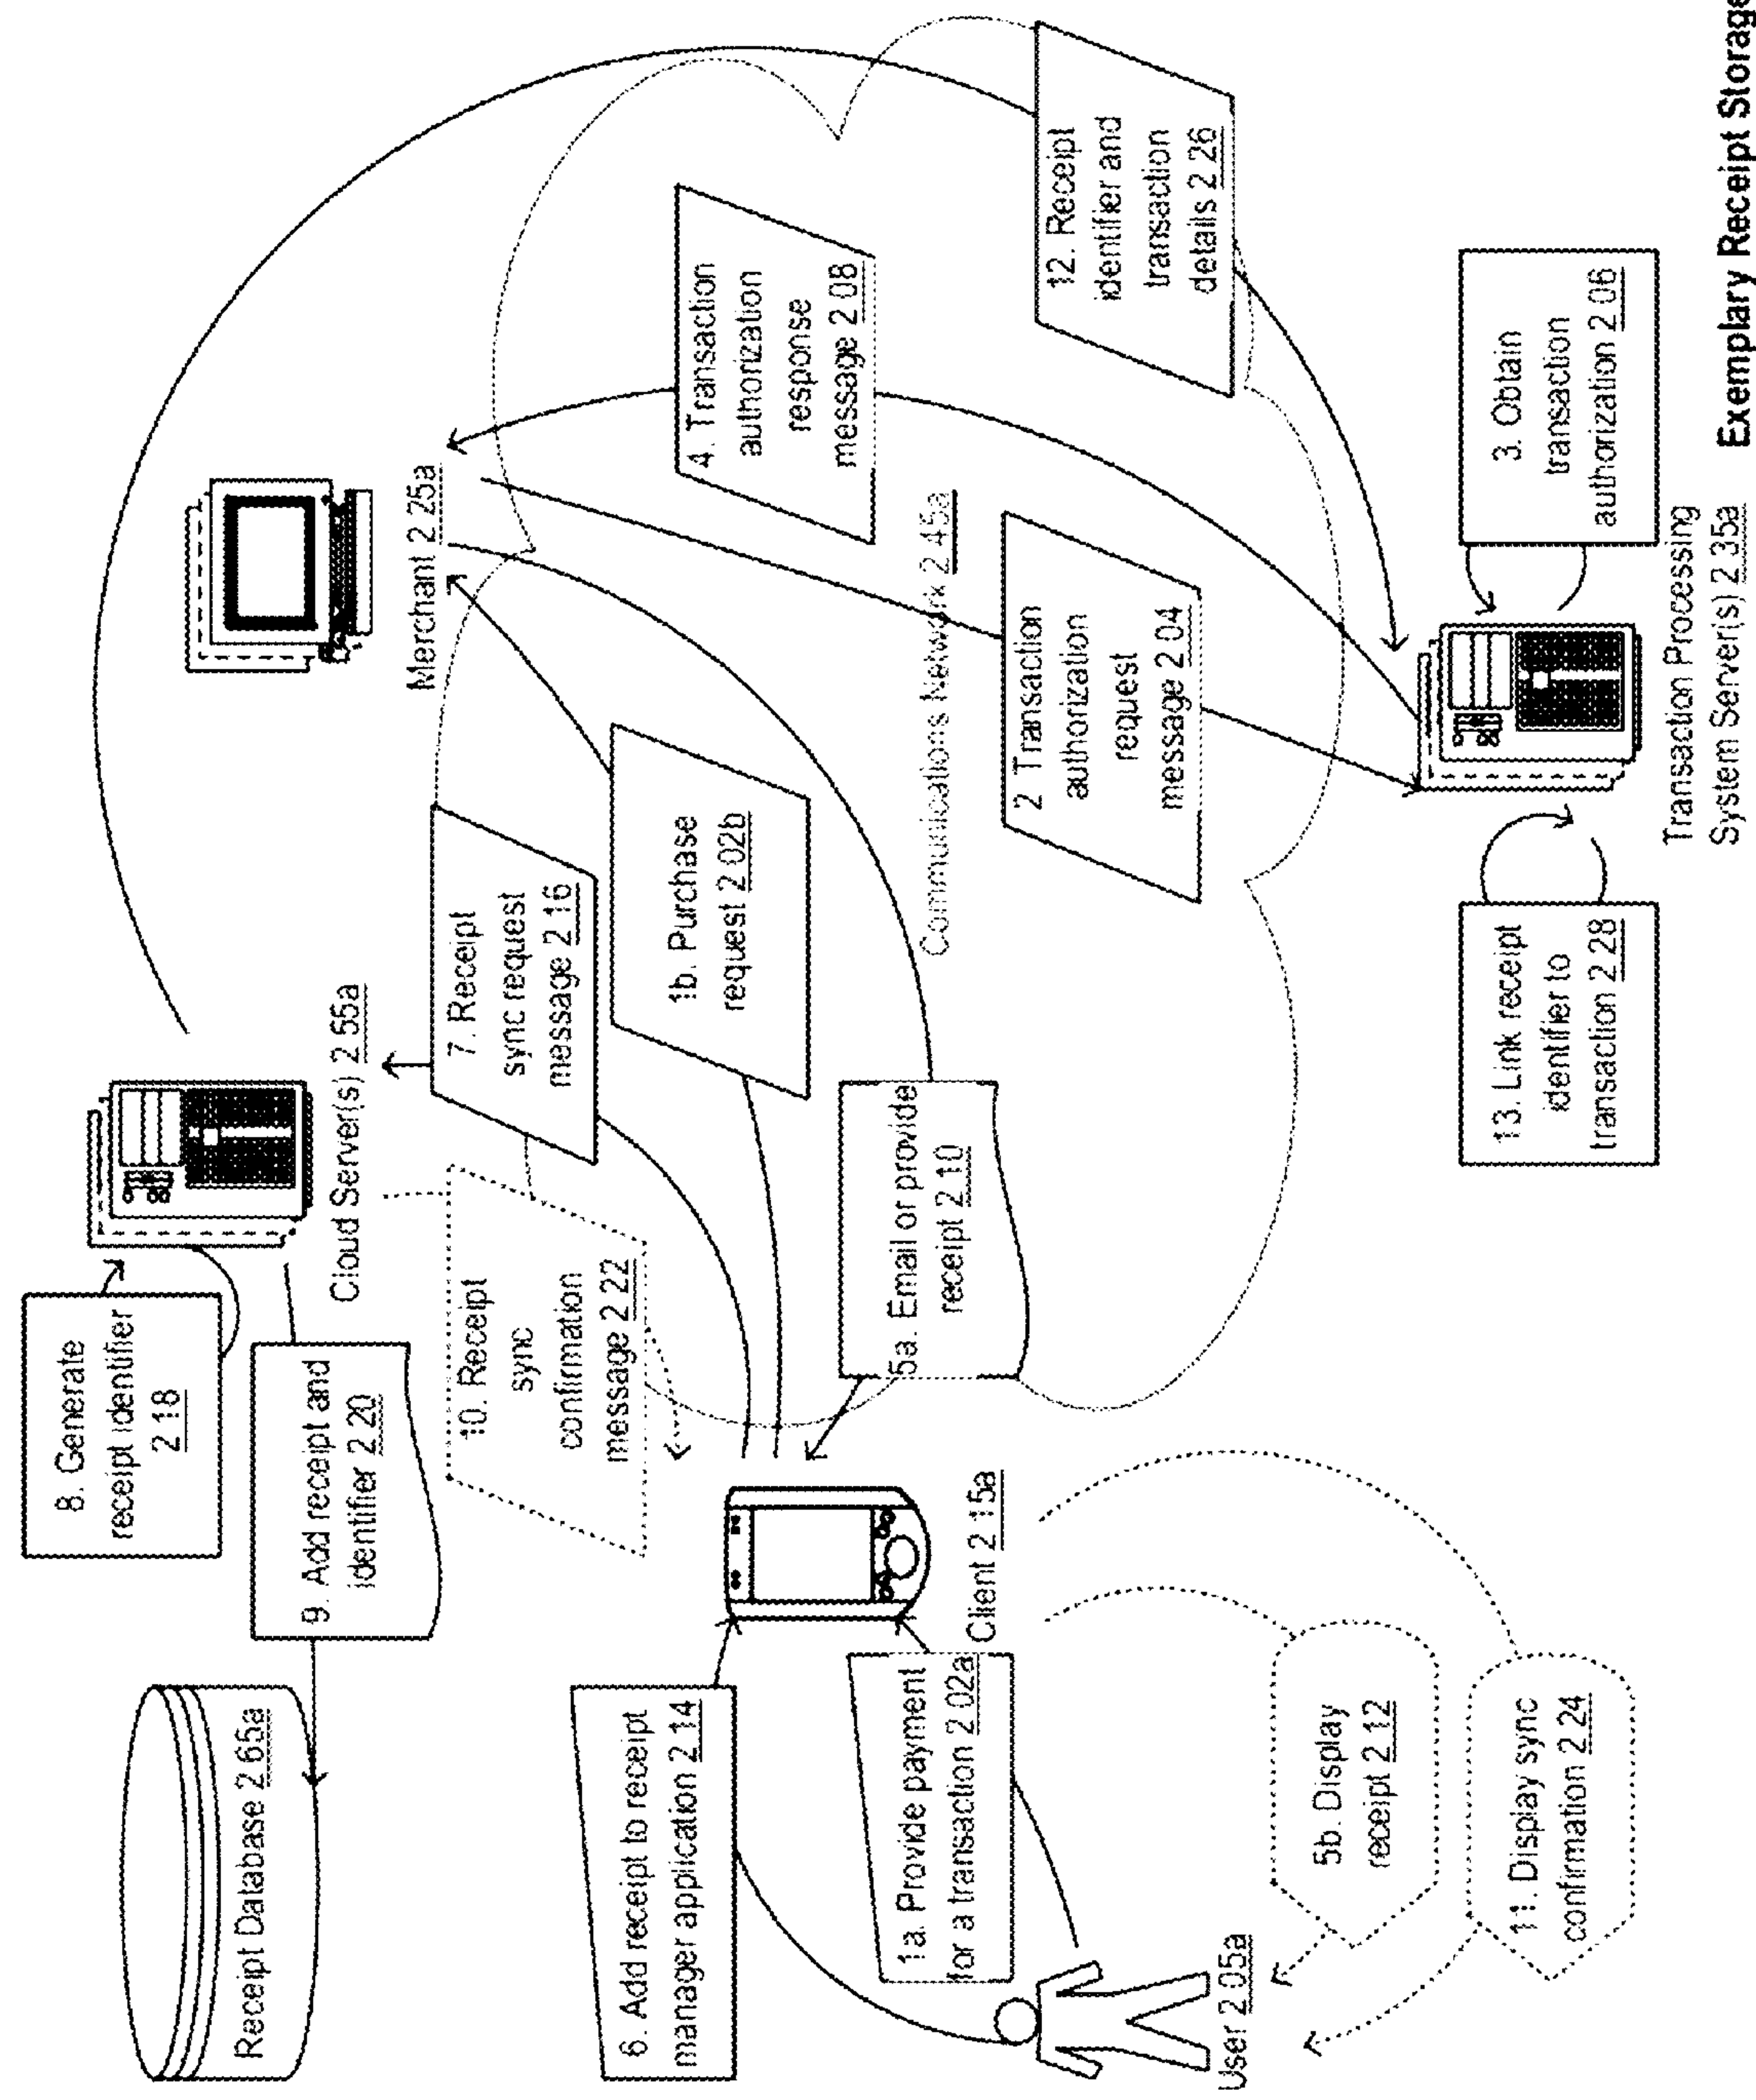 Receipt Database 2 65a
8. Generate
receipt identifier
2 18
9. Add receipt and
identifier 2 20
Cloud Server(s) 2 55a
Merchant 2 25a
7. Receipt
sync request
message 2 16
10. Receipt
sync
confirmation
message 2 22
1b. Purchase
request 2 02b
4. Transaction
authorization
response
message 2 08
6. Add receipt to receipt
manager application 2 14
5a. Email or provide
receipt 2 10
Communications Network 2 45a
1a. Provide payment
for a transaction 2 02a
Client 2 15a
2 Transaction
authorization
request
message 2 04
12. Receipt
identifier and
transaction
details 2 26
User 2 05a
5b. Display
receipt 2 12
11. Display sync
confirmation 2 24
13. Link receipt
identifier to
transaction 2 28
3. Obtain
transaction
authorization 2 06
Transaction Processing
System Server(s) 2 35a
Exemplary Receipt Storage